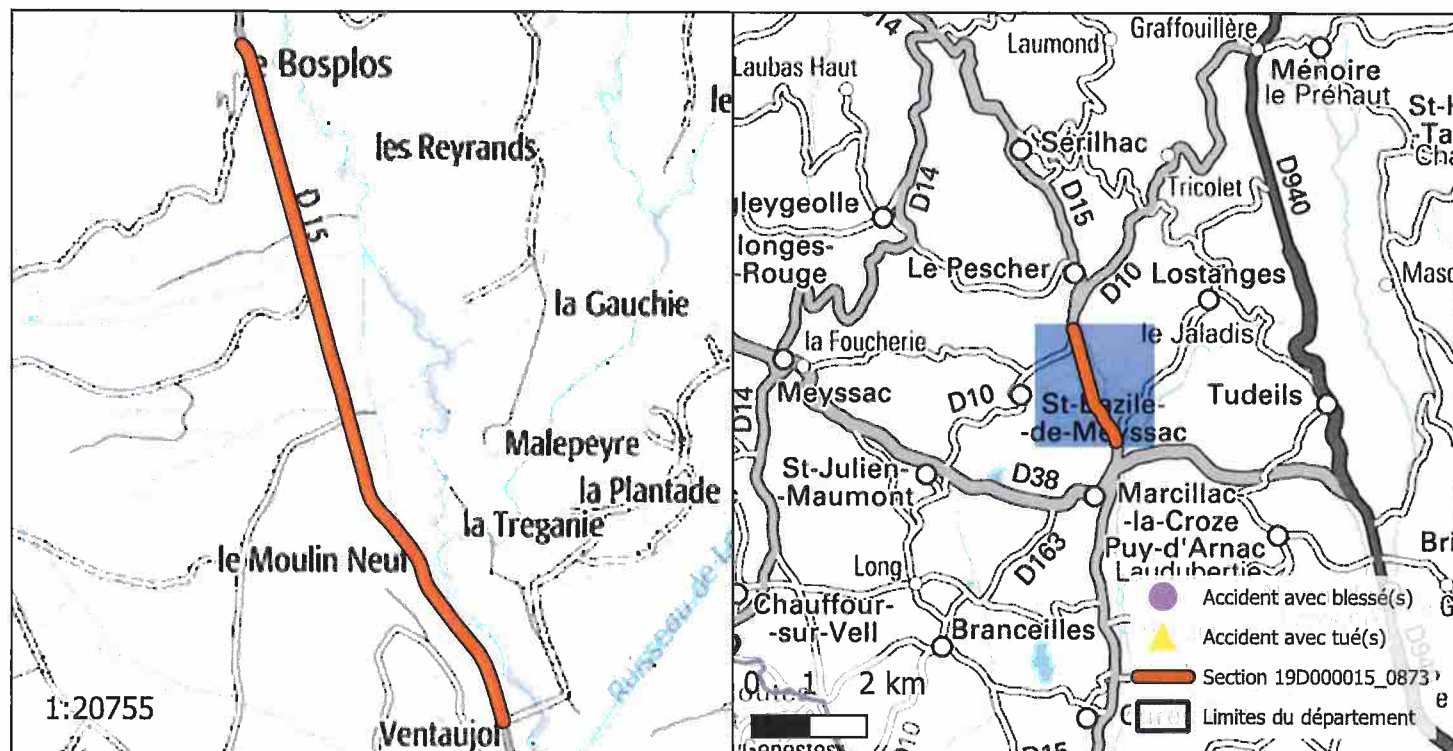 Bosplos
le
les Reyrands
D 15
la Gauchie
Malepeyre
la Plantade
la Treganie
le Moulin Neuf
Ventaujol
1:20755
D14
Laumond
Graffouillère
Laubas Haut
Ménoire
le Préhaut
Sérilhac
D14
D15
Tricolet
D940
longes-
-Rouge
Le Pescher
D10
Lostanges
la Foucherie
le Jaladis
Meyssac
D10
St-Bazile-
-de-Meyssac
Tudeils
D14
St-Julien-
-Maumont
D38
Marcillac-
-la-Croze
Puy-d'Arnac
Long
D163
Chauffour-
-sur-Vell
Branceilles
Accident avec blessé(s)
Accident avec tué(s)
Section 19D000015_0873
Limites du département
0 1 2 km
D15